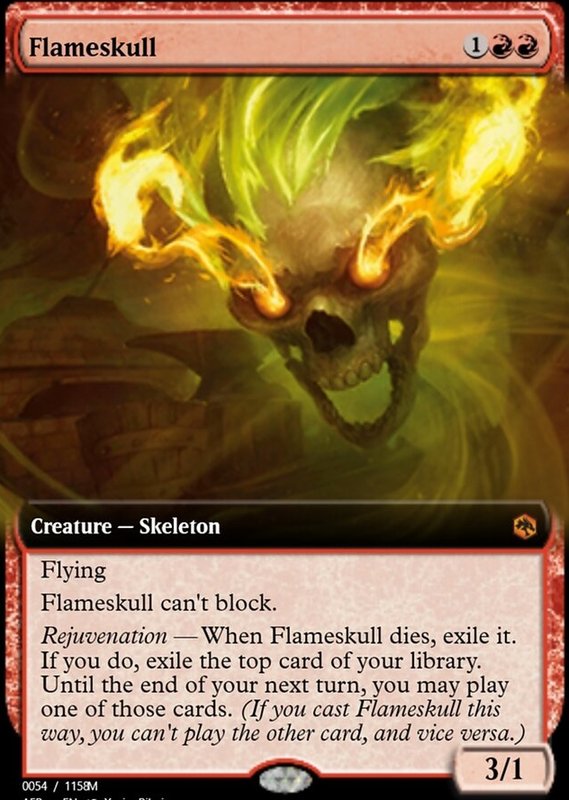 Flameskull 1
Creature — Skeleton
Flying
Flameskull can't block.
Rejuvenation — When Flameskull dies, exile it.
If you do, exile the top card of your library.
Until the end of your next turn, you may play
one of those cards. (If you cast Flameskull this
way, you can't play the other card, and vice versa.)
3/1
0054 / 1158M